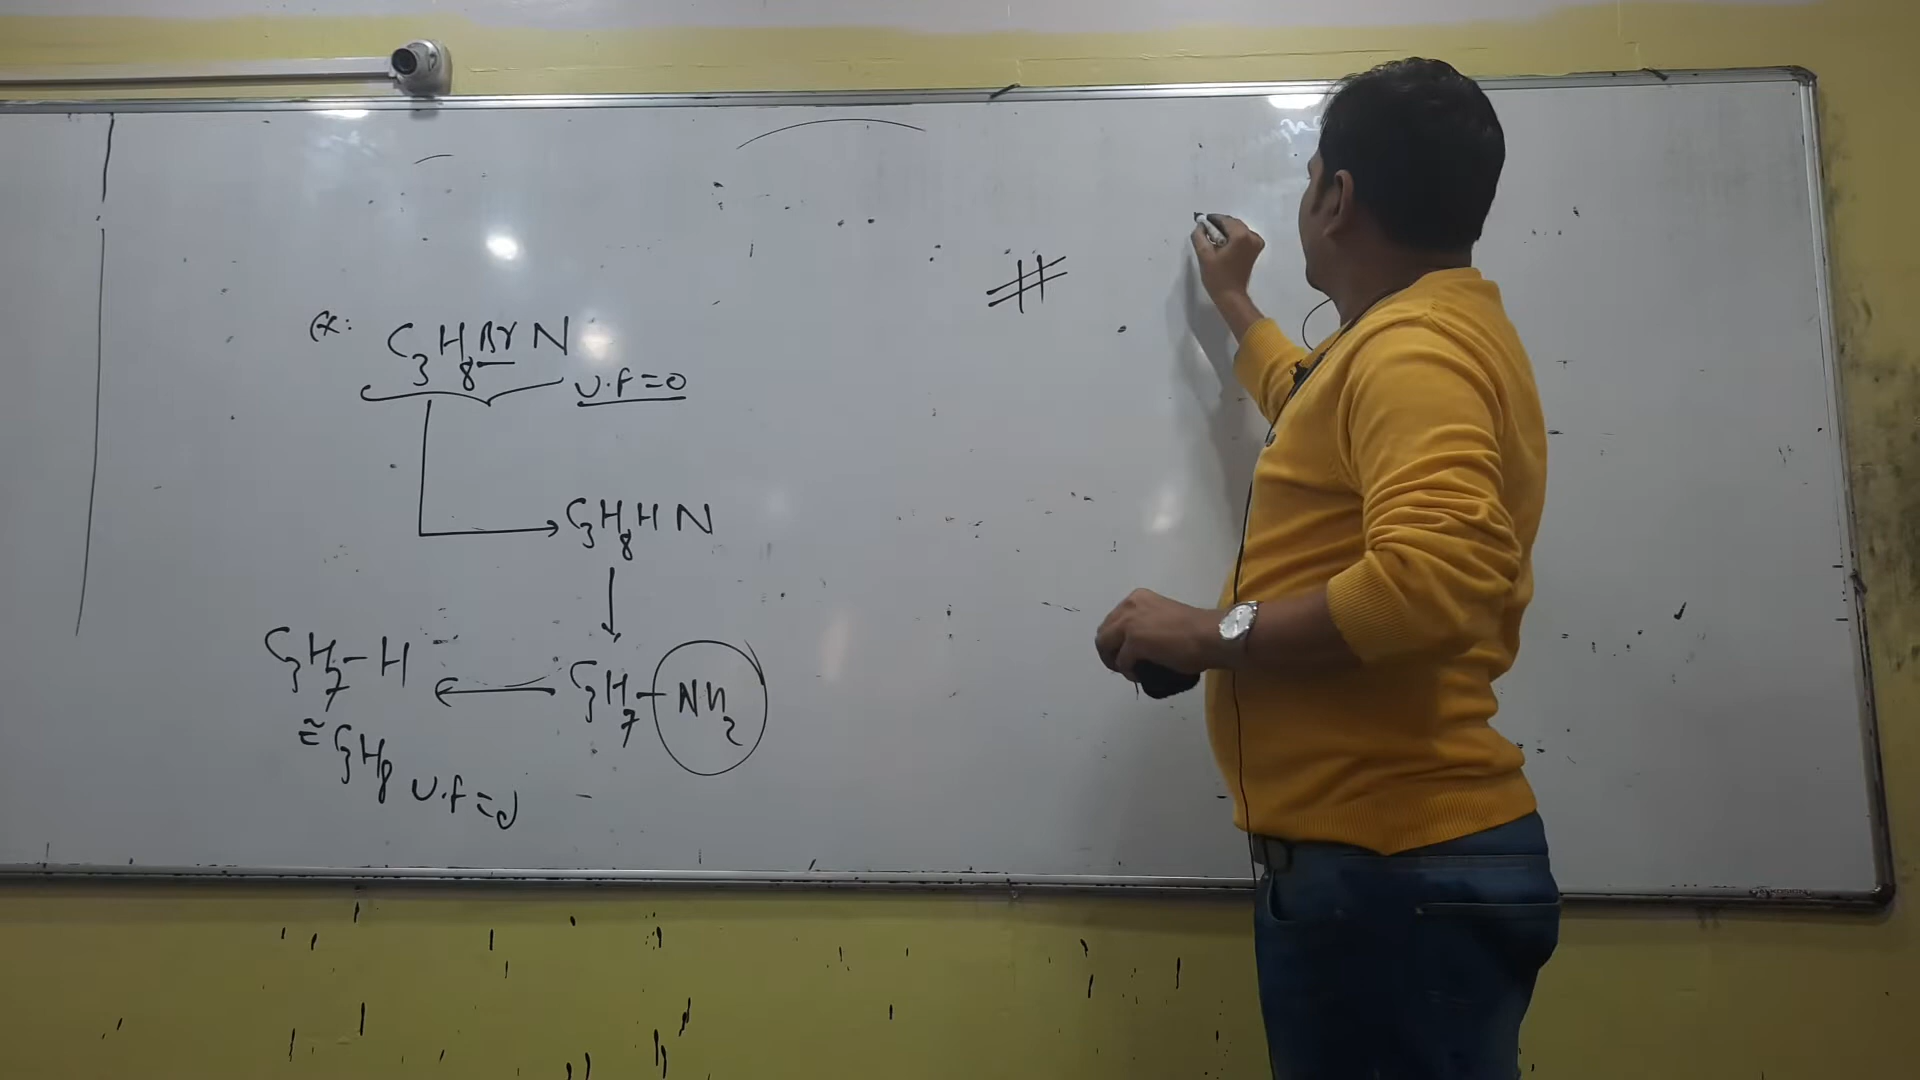 Ex: C3H8BrN
U.F=0
C3H8HN
C3H7-H
C3H7-NH2
≅ C3H8 U.F=0
#